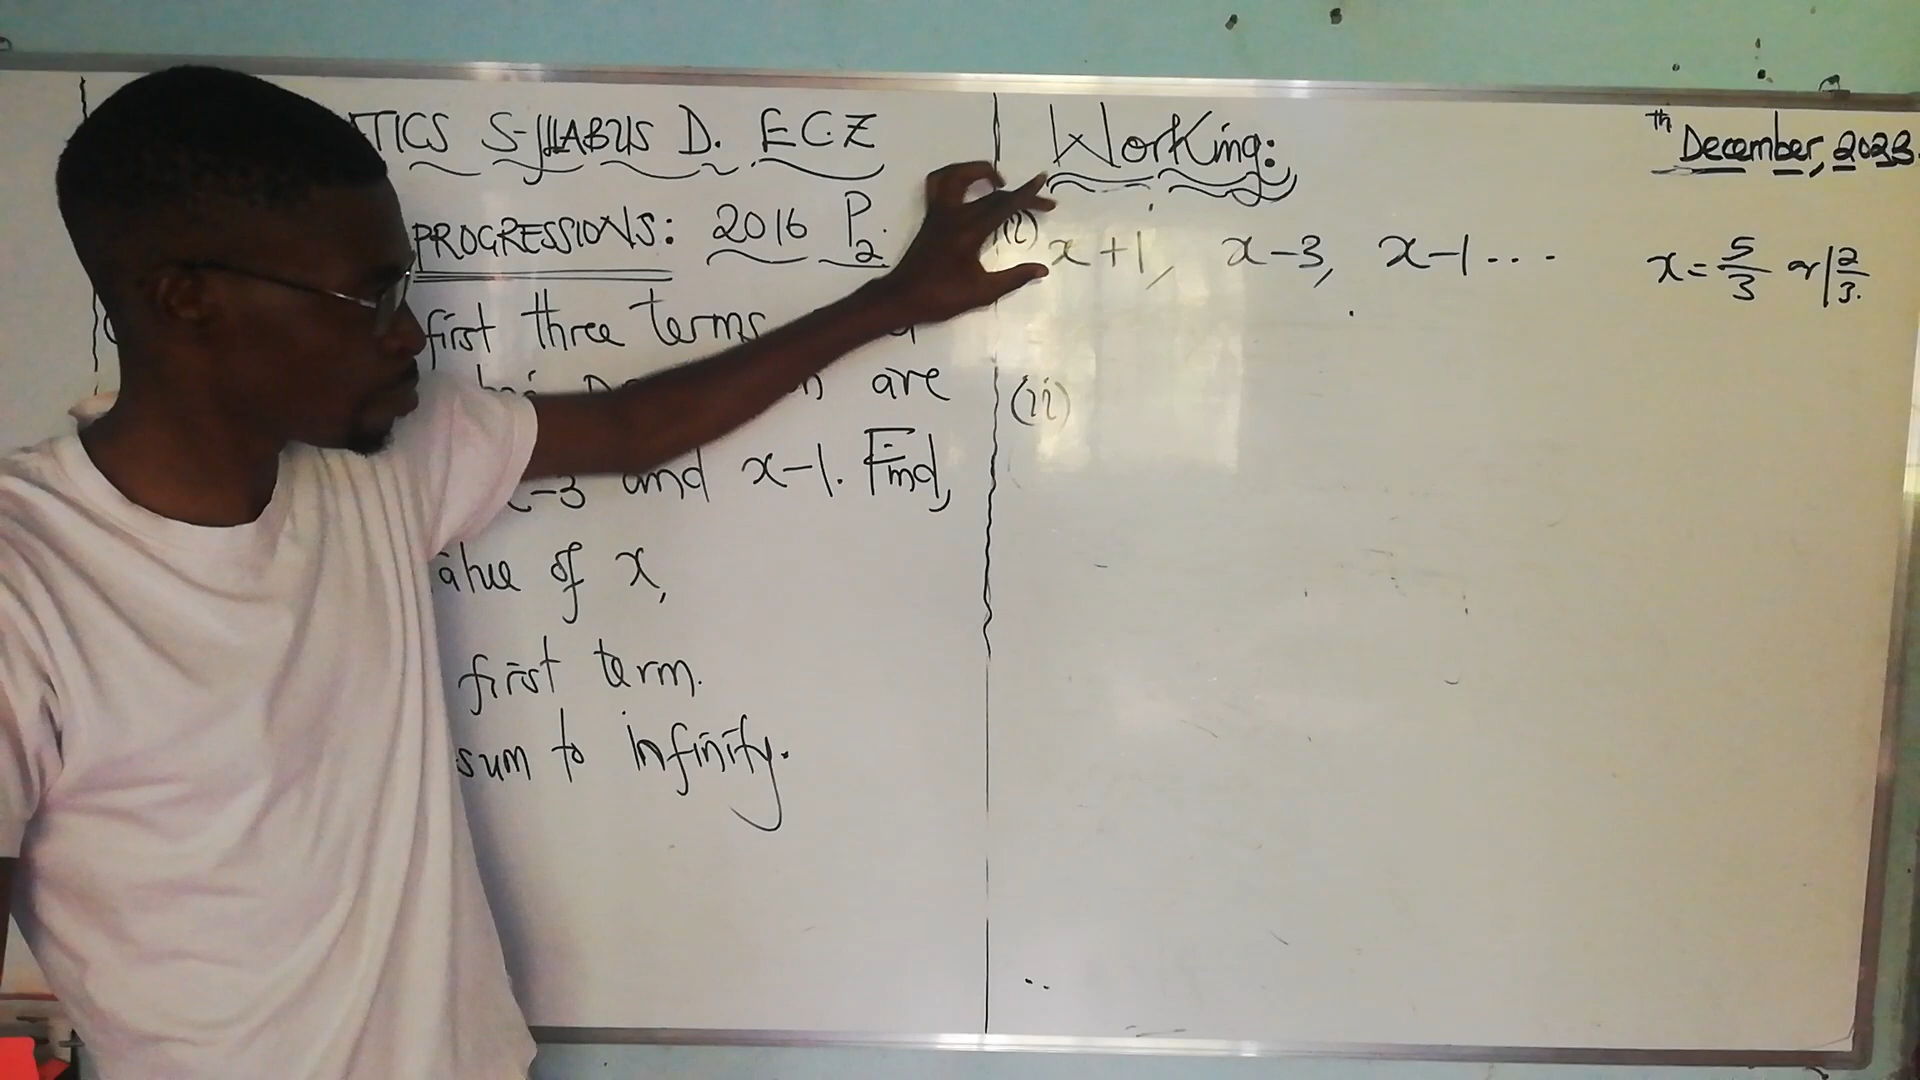 TICS SYLLABUS D. ECZ
PROGRESSIONS: 2016 P2.
first three terms
are
x-3 and x-1. Find,
value of x,
first term.
sum to infinity.
Working:
th December, 2023.
(i) x+1, x-3, x-1...
x = 5/3 or 1 2/3.
(ii)